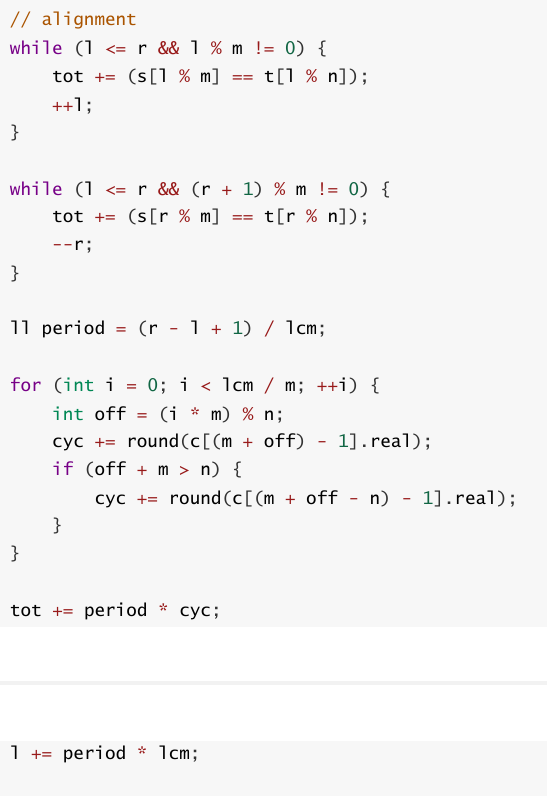 // alignment
while (l <= r && l % m != 0) {
    tot += (s[l % m] == t[l % n]);
    ++l;
}
while (l <= r && (r + 1) % m != 0) {
    tot += (s[r % m] == t[r % n]);
    --r;
}
ll period = (r - l + 1) / lcm;
for (int i = 0; i < lcm / m; ++i) {
    int off = (i * m) % n;
    cyc += round(c[(m + off) - 1].real);
    if (off + m > n) {
        cyc += round(c[(m + off - n) - 1].real);
    }
}
tot += period * cyc;
l += period * lcm;